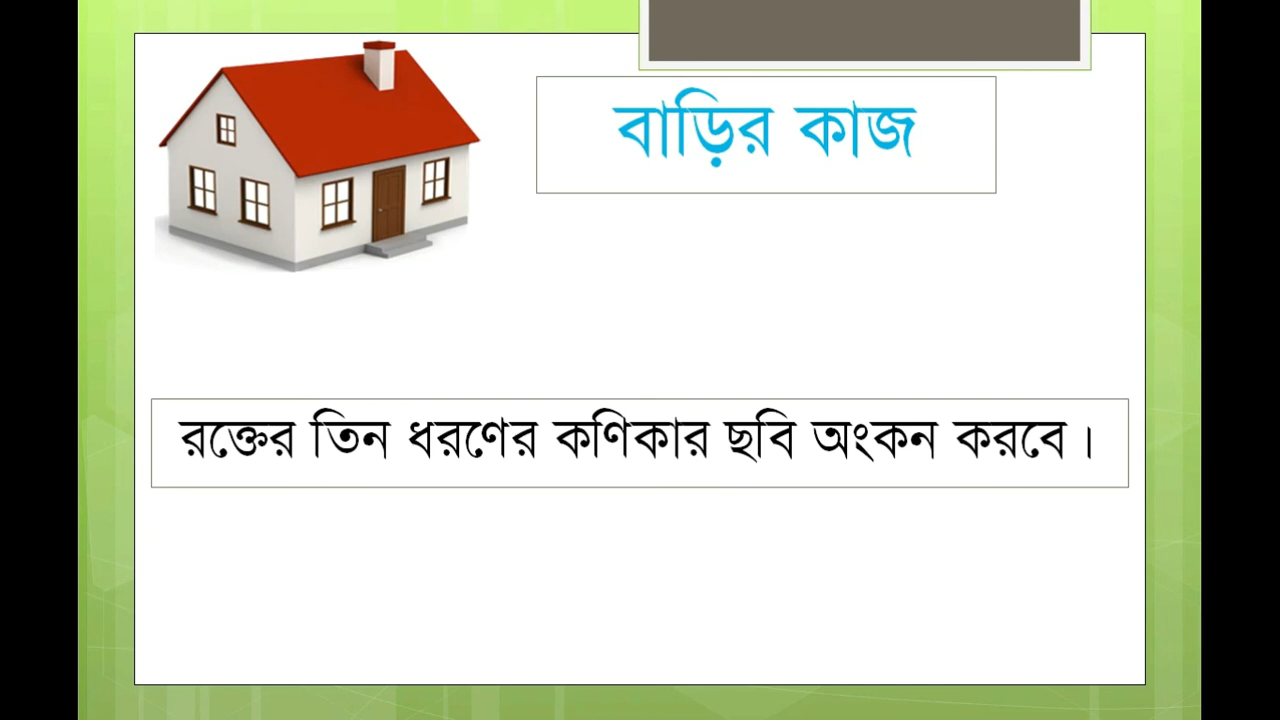 বাড়ির কাজ
রক্তের তিন ধরণের কণিকার ছবি অংকন করবে।